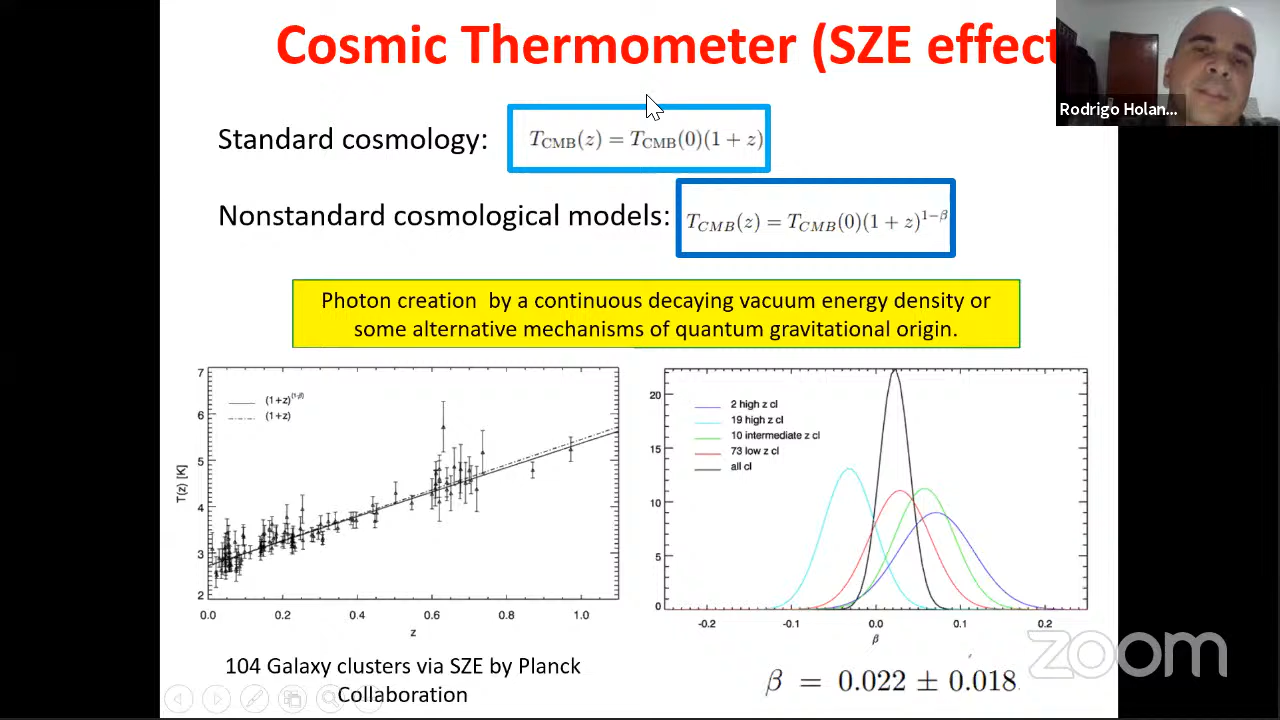 Cosmic Thermometer (SZE effect
Rodrigo Holan...
Standard cosmology:
T_CMB(z) = T_CMB(0)(1 + z)
Nonstandard cosmological models:
T_CMB(z) = T_CMB(0)(1 + z)^{1−β}
Photon creation by a continuous decaying vacuum energy density or
some alternative mechanisms of quantum gravitational origin.
7
6
5
4
3
2
T(z) [K]
(1+z)^{(1-β)}
(1+z)
0.0 0.2 0.4 0.6 0.8 1.0
z
20
15
10
5
0
2 high z cl
19 high z cl
10 intermediate z cl
73 low z cl
all cl
-0.2 -0.1 0.0 0.1 0.2
β
104 Galaxy clusters via SZE by Planck
Collaboration
β = 0.022 ± 0.018
zoom